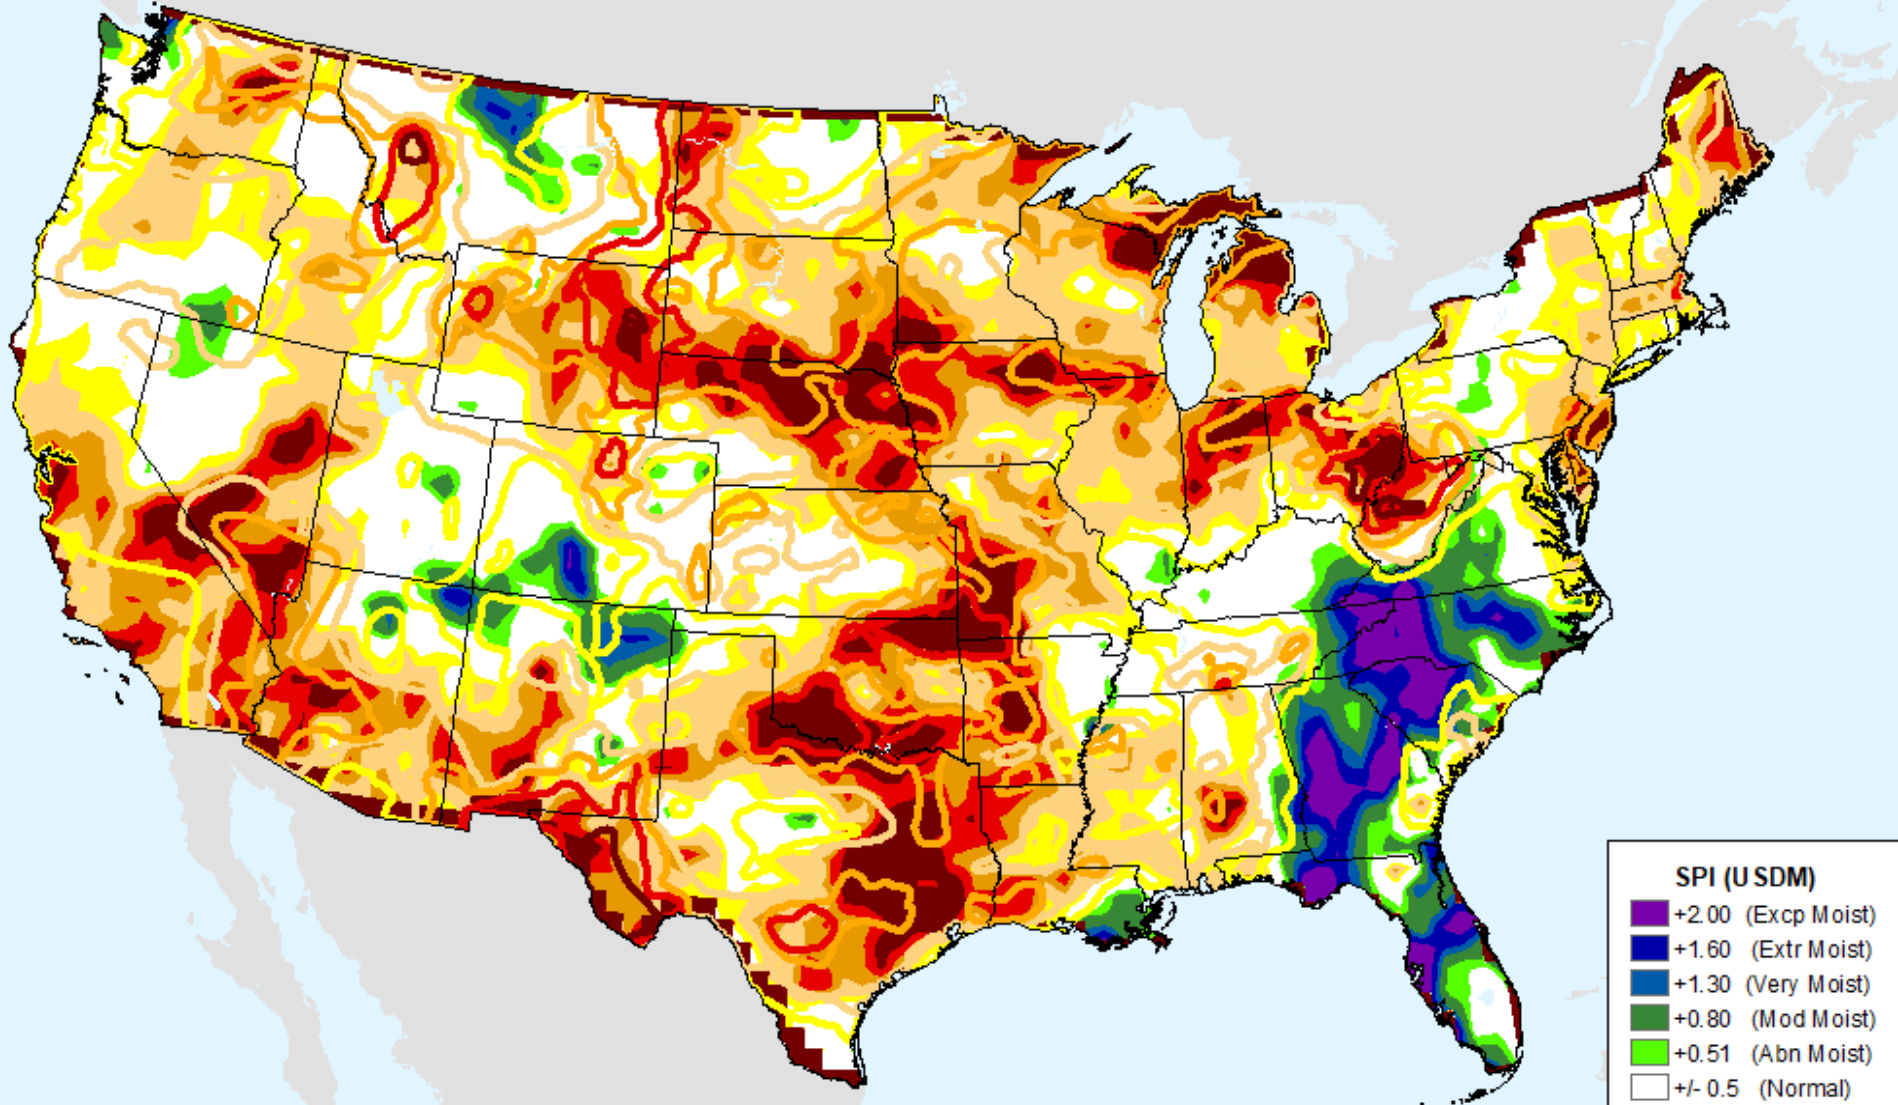 SPI (USDM)
+2.00 (Excp Moist)
+1.60 (Extr Moist)
+1.30 (Very Moist)
+0.80 (Mod Moist)
+0.51 (Abn Moist)
+/- 0.5 (Normal)